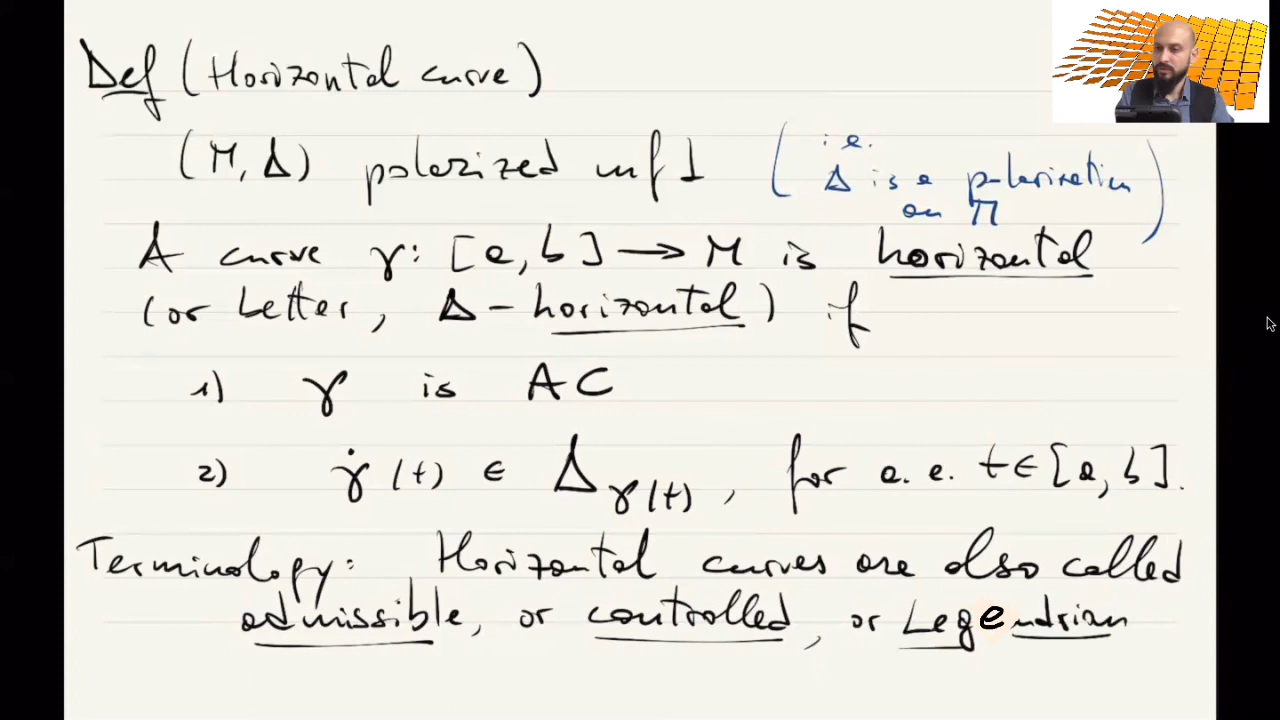 Def (Horizontal curve)
(M, Δ) polarized mfd
( i.e.
Δ is a polarization
on M )
A curve γ: [a, b] → M is horizontal
(or better, Δ-horizontal) if
1) γ is AC
2) γ̇(t) ∈ Δ_γ(t), for a.e. t ∈ [a, b].
Terminology: Horizontal curves are also called
admissible, or controlled, or Legendrian